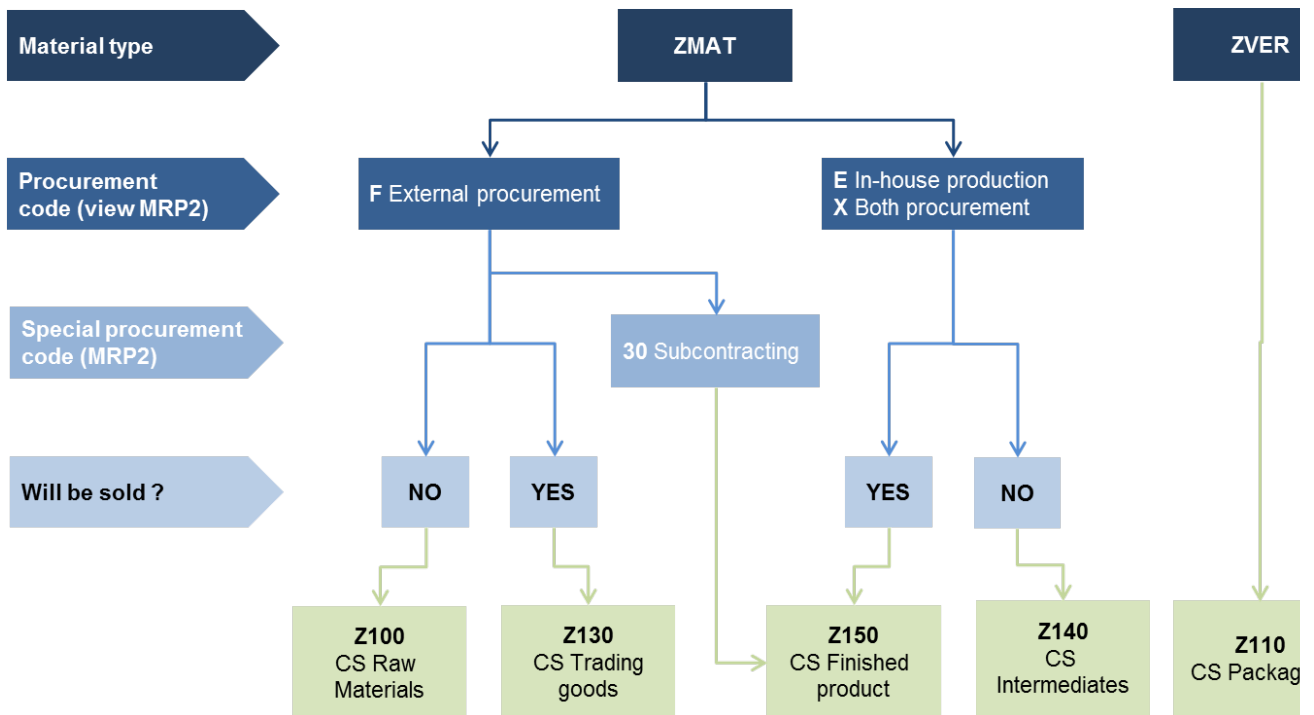 Material type
ZMAT
ZVER
Procurement
code (view MRP2)
F External procurement
E In-house production
X Both procurement
Special procurement
code (MRP2)
30 Subcontracting
Will be sold ?
NO
YES
YES
NO
Z100
CS Raw
Materials
Z130
CS Trading
goods
Z150
CS Finished
product
Z140
CS
Intermediates
Z110
CS